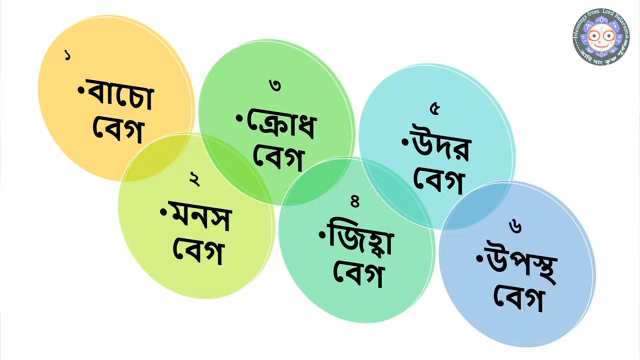 ১
•বাচো
বেগ
২
•মনস
বেগ
৩
•ক্রোধ
বেগ
৪
•জিহ্বা
বেগ
৫
•উদর
বেগ
৬
•উপস্থ
বেগ